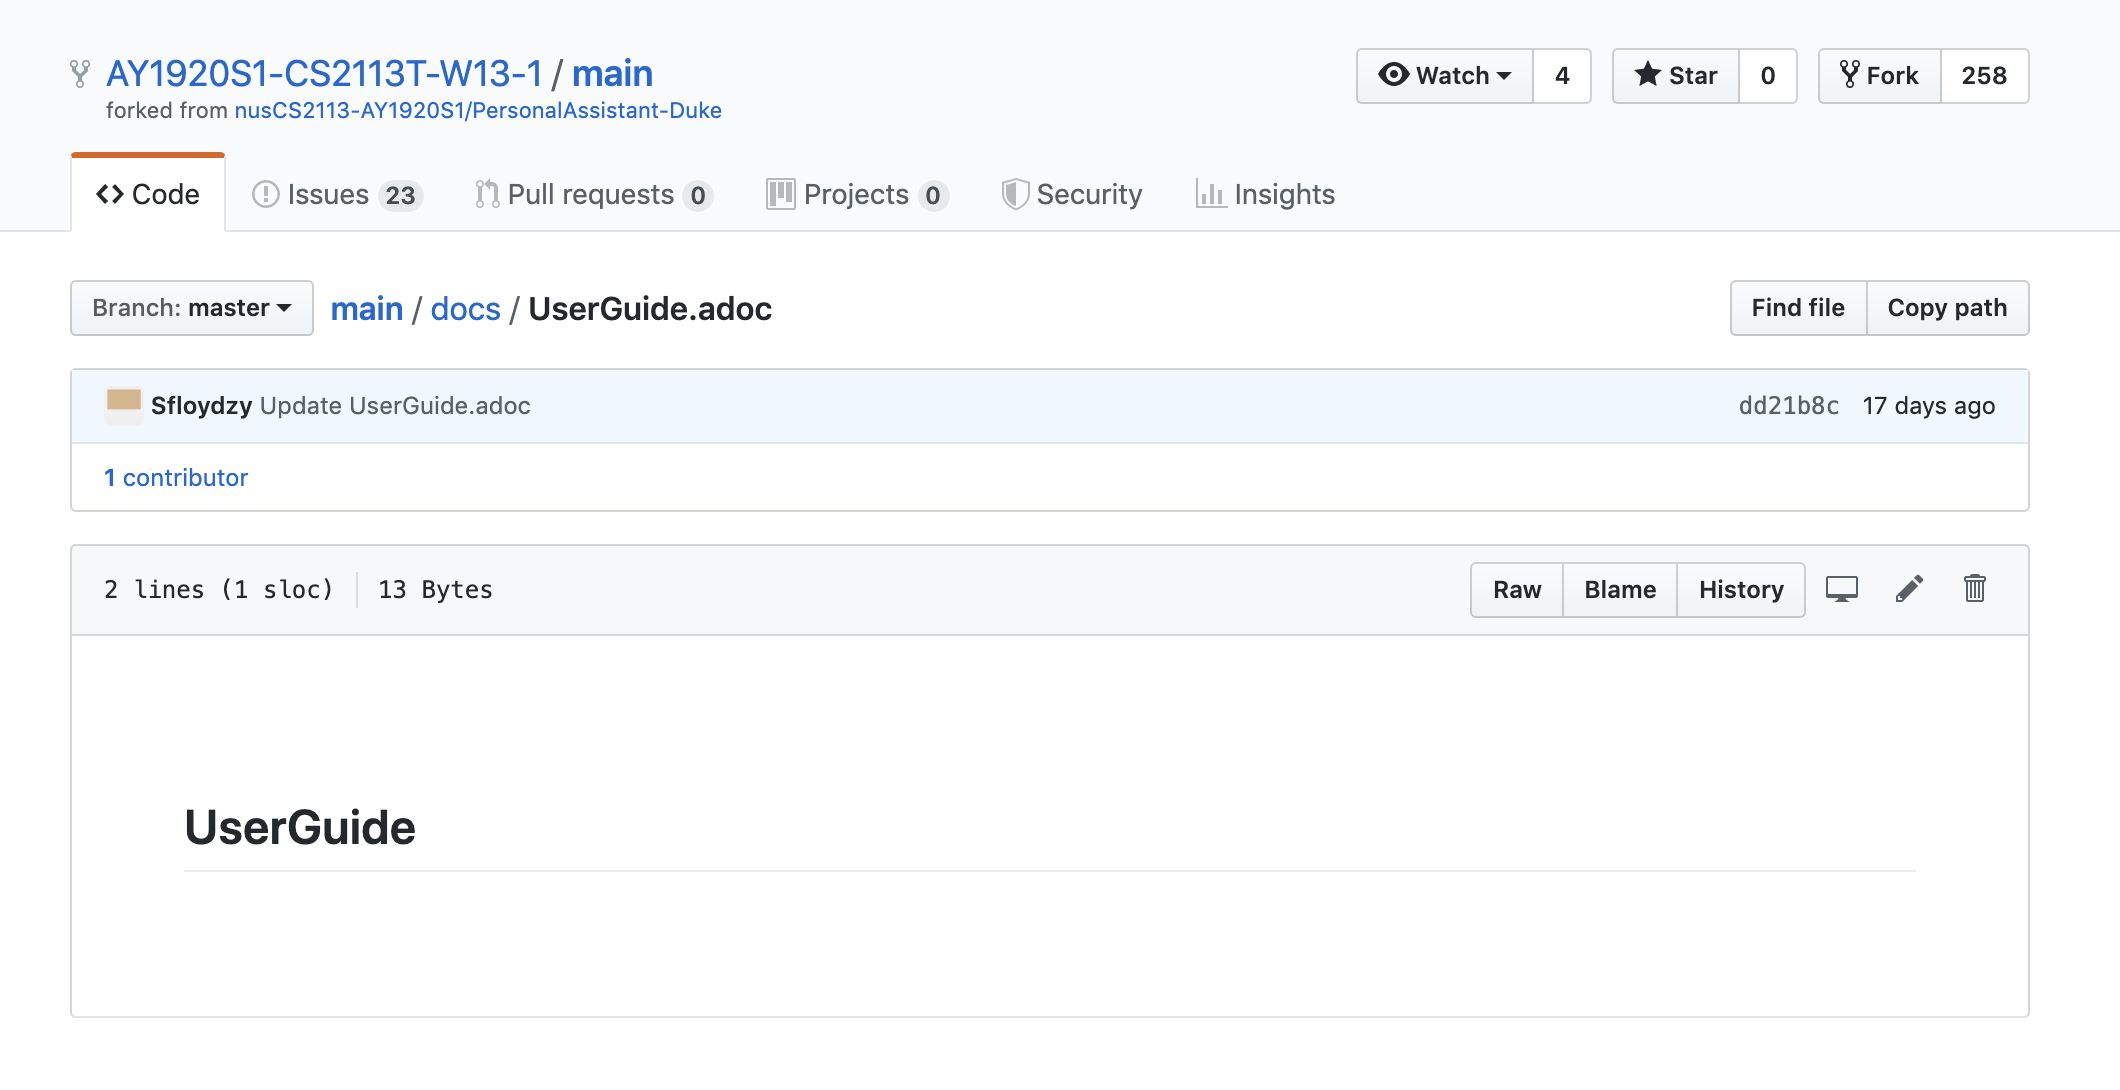 AY1920S1-CS2113T-W13-1 / main
Watch 4 Star 0 Fork 258
forked from nusCS2113-AY1920S1/PersonalAssistant-Duke
Code Issues 23 Pull requests 0 Projects 0 Security Insights
Branch: master main / docs / UserGuide.adoc Find file Copy path
Sfloydzy Update UserGuide.adoc dd21b8c 17 days ago
1 contributor
2 lines (1 sloc) 13 Bytes Raw Blame History
UserGuide